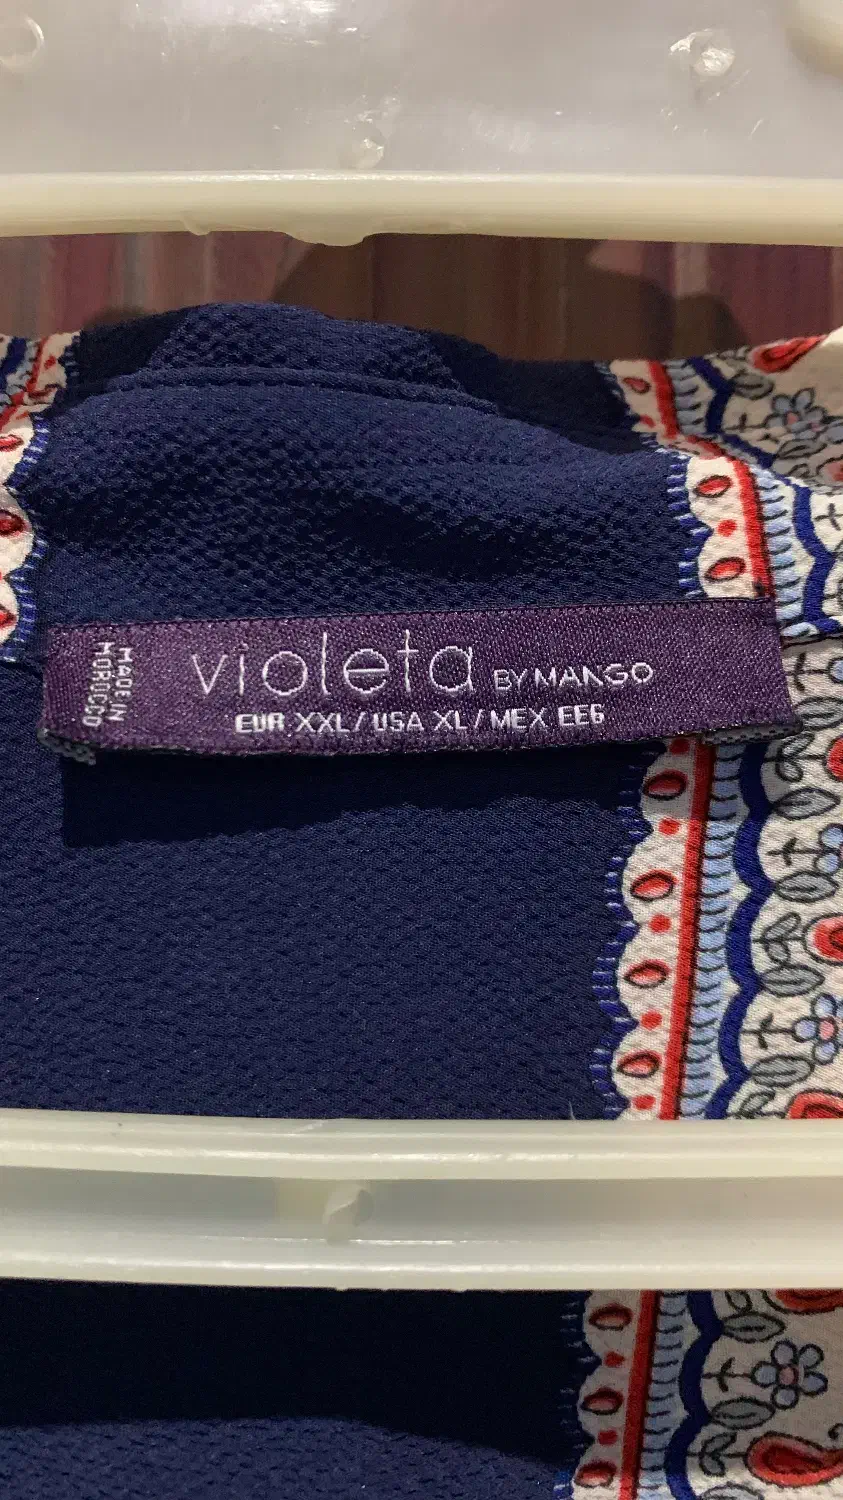 MADE IN
MOROCCO
violeta BY MANGO
EUR XXL / USA XL / MEX EEG